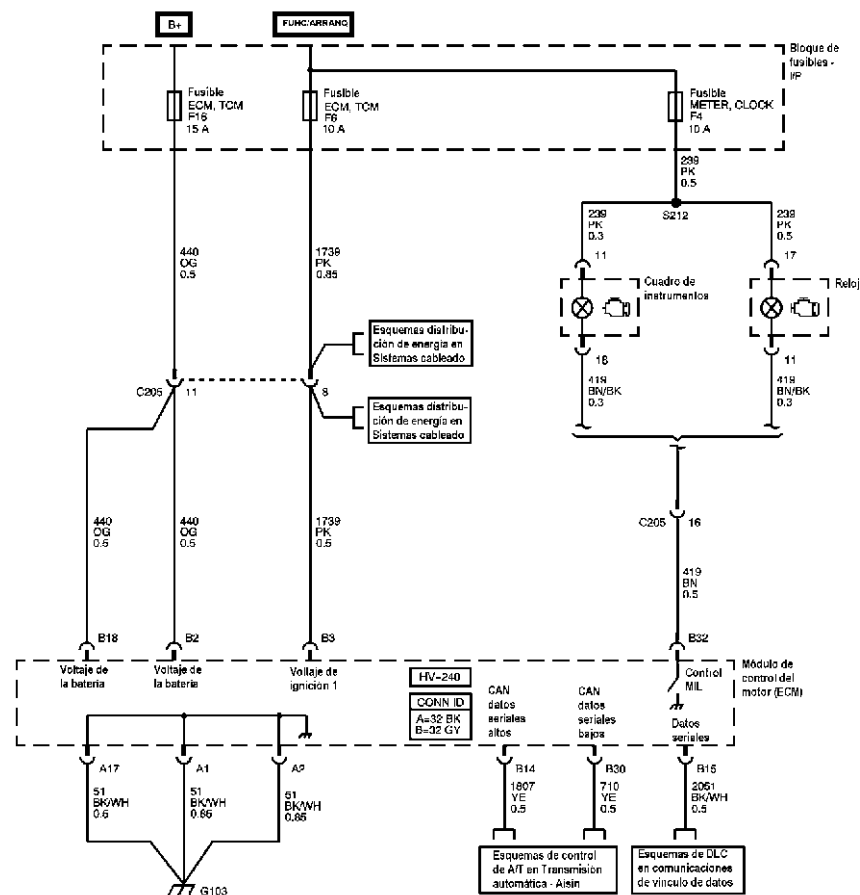 B+
FUHC/ARRANQ
Bloque de
fusibles -
I/P
Fusible
ECM, TCM
F16
15 A
Fusible
ECM, TCM
F6
10 A
Fusible
METER, CLOCK
F4
10 A
239
PK
0.5
S212
239
PK
0.3
239
PK
0.5
440
OG
0.5
1739
PK
0.85
11
17
Cuadro de
instrumentos
Reloj
18
11
419
BN/BK
0.3
419
BN/BK
0.3
Esquemas distribu-
ción de energía en
Sistemas cableado
C205
11
8
Esquemas distribu-
ción de energía en
Sistemas cableado
C205
16
440
OG
0.5
440
OG
0.5
1739
PK
0.5
419
BN
0.5
B18
B2
B3
B32
Voltaje de
la batería
Voltaje de
la batería
Voltaje de
ignición 1
HV-240
CONN ID
A=32 BK
B=32 GY
CAN
datos
seriales
altos
CAN
datos
seriales
bajos
Control
MIL
Datos
seriales
Módulo de
control del
motor (ECM)
A17
A1
A2
B14
B30
B15
51
BK/WH
0.5
51
BK/WH
0.85
51
BK/WH
0.85
1807
YE
0.5
710
YE
0.5
2051
BK/WH
0.5
Esquemas de control
de A/T en Transmisión
automática - Aisin
Esquemas de DLC
en comunicaciones
de vínculo de datos
G103